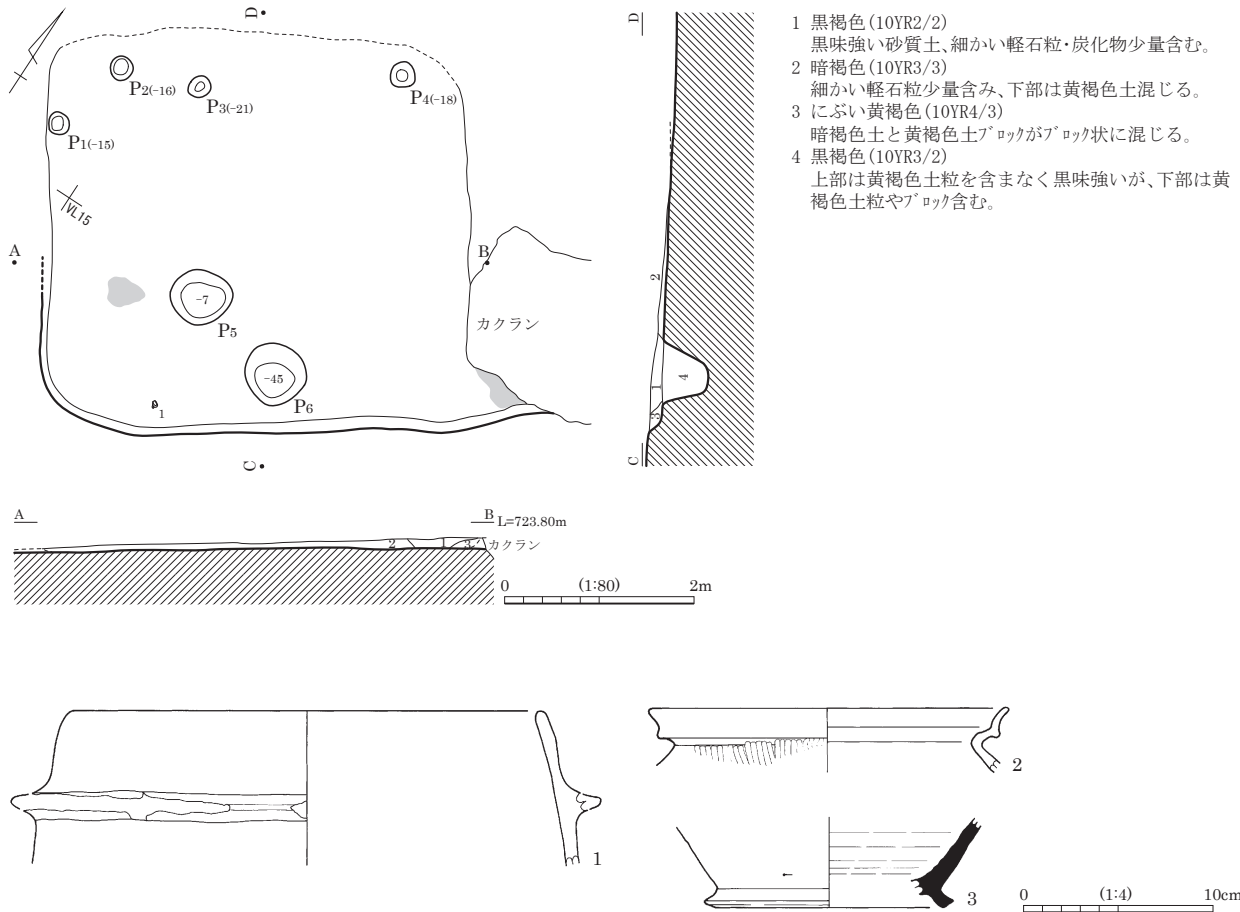 D
P2(-16)
P3(-21)
P4(-18)
P1(-15)
VL15
A
B
-7
P5
カクラン
-45
P6
1
C
D
2
1
4
3
C
1 黒褐色(10YR2/2)
黒味強い砂質土、細かい軽石粒・炭化物少量含む。
2 暗褐色(10YR3/3)
細かい軽石粒少量含み、下部は黄褐色土混じる。
3 にぶい黄褐色(10YR4/3)
暗褐色土と黄褐色土ブロックがブロック状に混じる。
4 黒褐色(10YR3/2)
上部は黄褐色土粒を含まなく黒味強いが、下部は黄
褐色土粒やブロック含む。
A
B L=723.80m
2 1 3 カクラン
0 (1:80) 2m
1
2
3
0 (1:4) 10cm